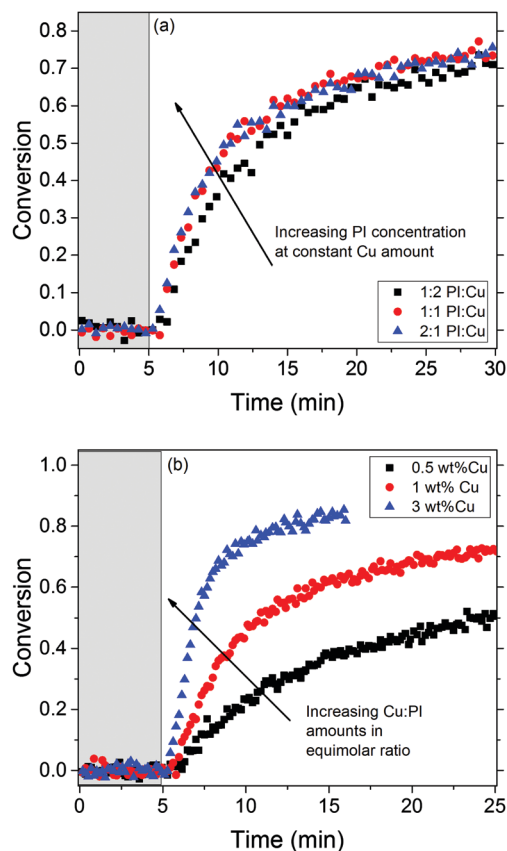 (a)
0.8
0.7
0.6
0.5
0.4
0.3
0.2
0.1
0.0
Conversion
Increasing PI concentration
at constant Cu amount
1:2 PI:Cu
1:1 PI:Cu
2:1 PI:Cu
0 5 10 15 20 25 30
Time (min)
(b)
1.0
0.8
0.6
0.4
0.2
0.0
Conversion
0.5 wt%Cu
1 wt% Cu
3 wt%Cu
Increasing Cu:PI
amounts in
equimolar ratio
0 5 10 15 20 25
Time (min)